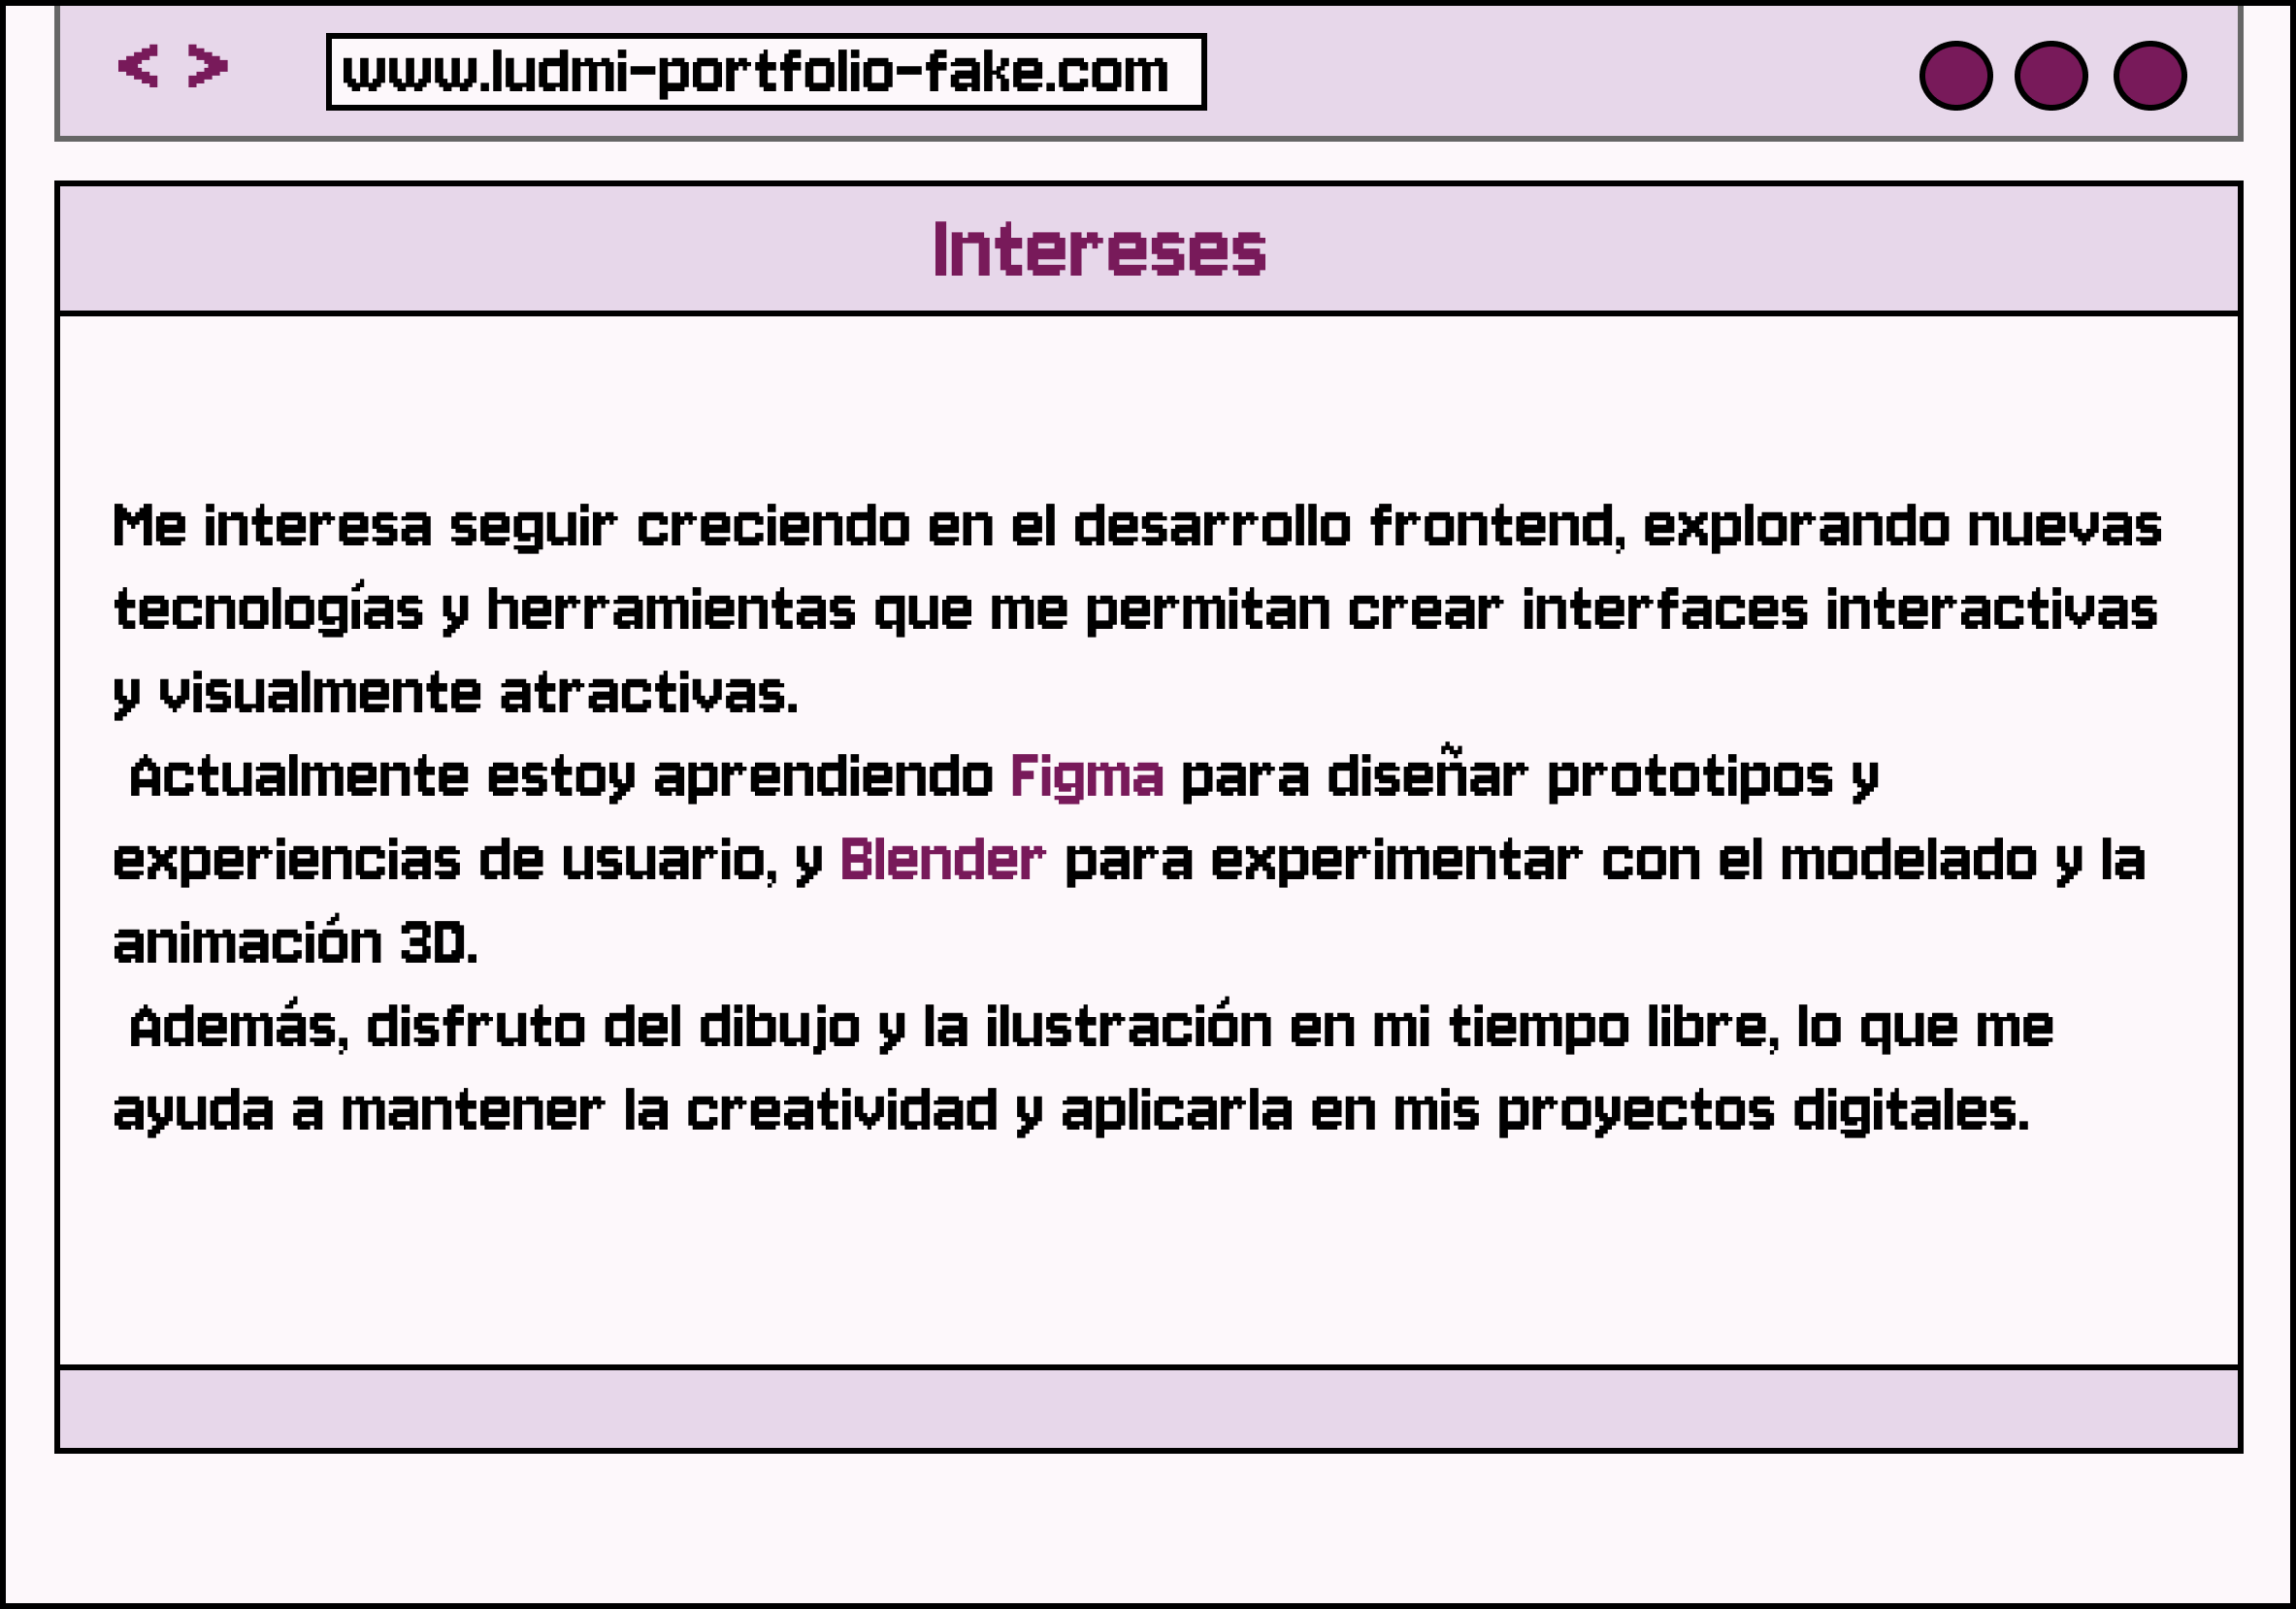 < >
www.ludmi-portfolio-fake.com
Intereses
Me interesa seguir creciendo en el desarrollo frontend, explorando nuevas
tecnologías y herramientas que me permitan crear interfaces interactivas
y visualmente atractivas.
Actualmente estoy aprendiendo Figma para diseñar prototipos y
experiencias de usuario, y Blender para experimentar con el modelado y la
animación 3D.
Además, disfruto del dibujo y la ilustración en mi tiempo libre, lo que me
ayuda a mantener la creatividad y aplicarla en mis proyectos digitales.